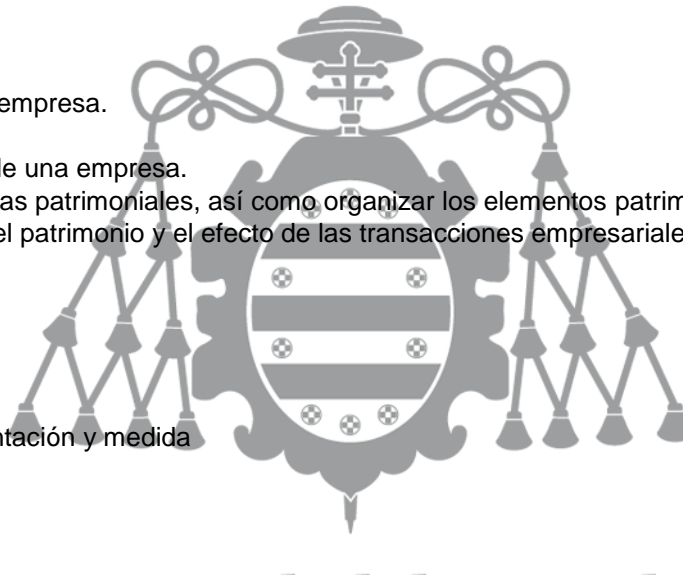 empresa.
de una empresa.
as patrimoniales, así como organizar los elementos patrim
el patrimonio y el efecto de las transacciones empresariale
ntación y medida